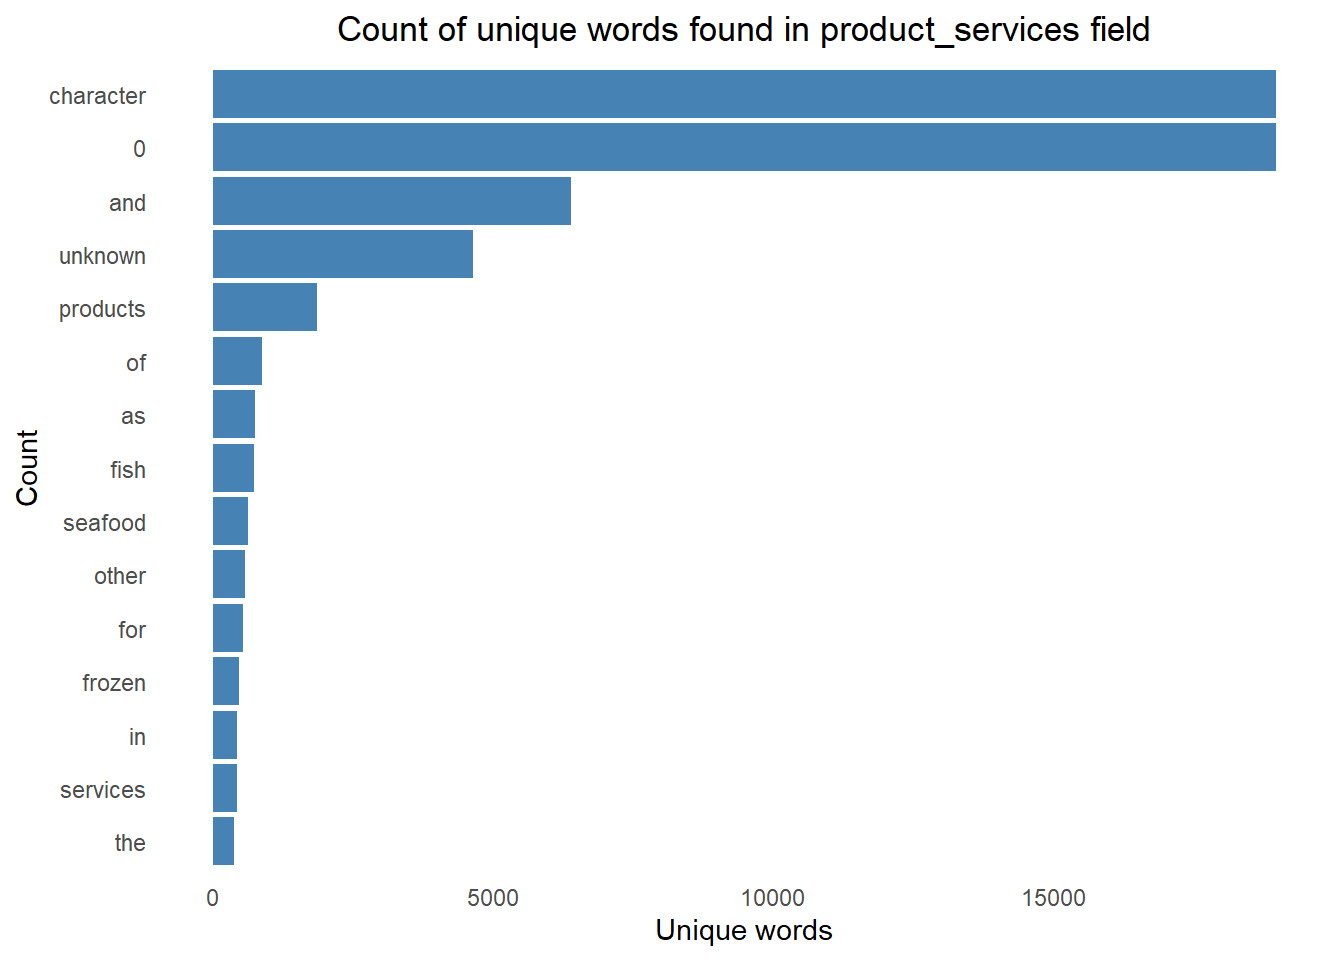 Count of unique words found in product_services field
character
0
and
unknown
products
of
as
fish
seafood
other
for
frozen
in
services
the
Count
0 5000 10000 15000
Unique words